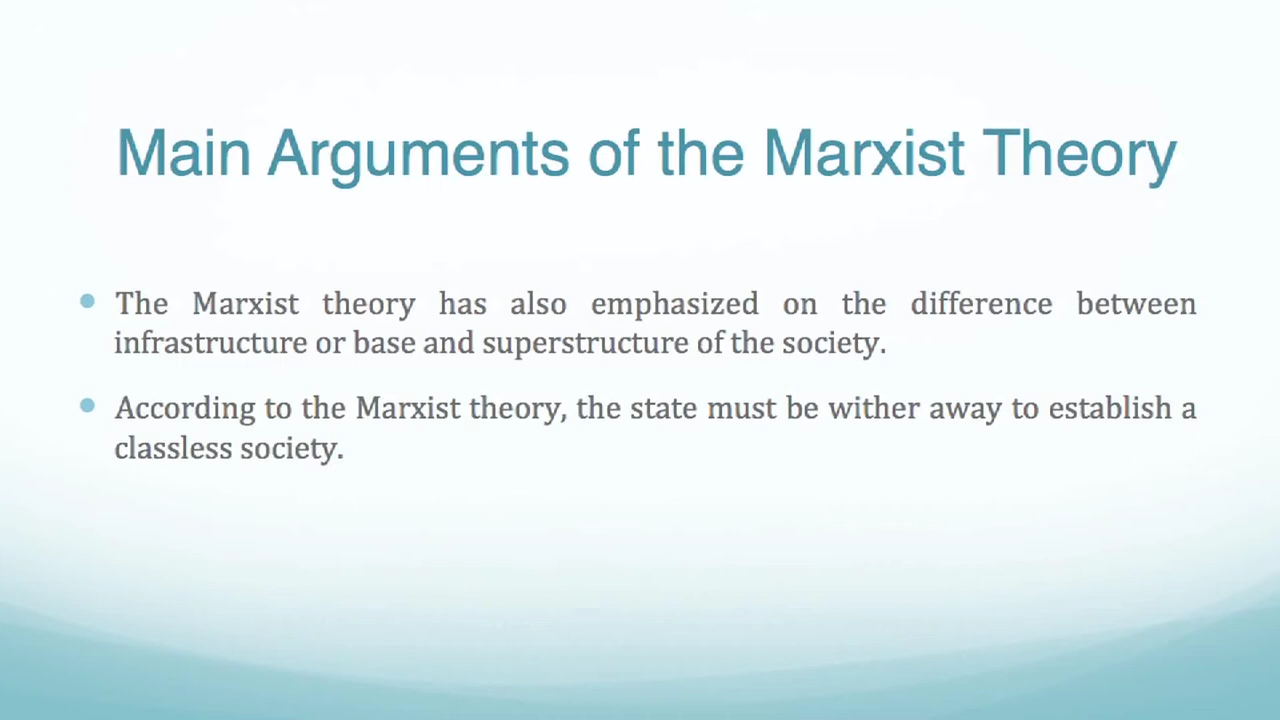 Main Arguments of the Marxist Theory
The Marxist theory has also emphasized on the difference between
infrastructure or base and superstructure of the society.
According to the Marxist theory, the state must be wither away to establish a
classless society.